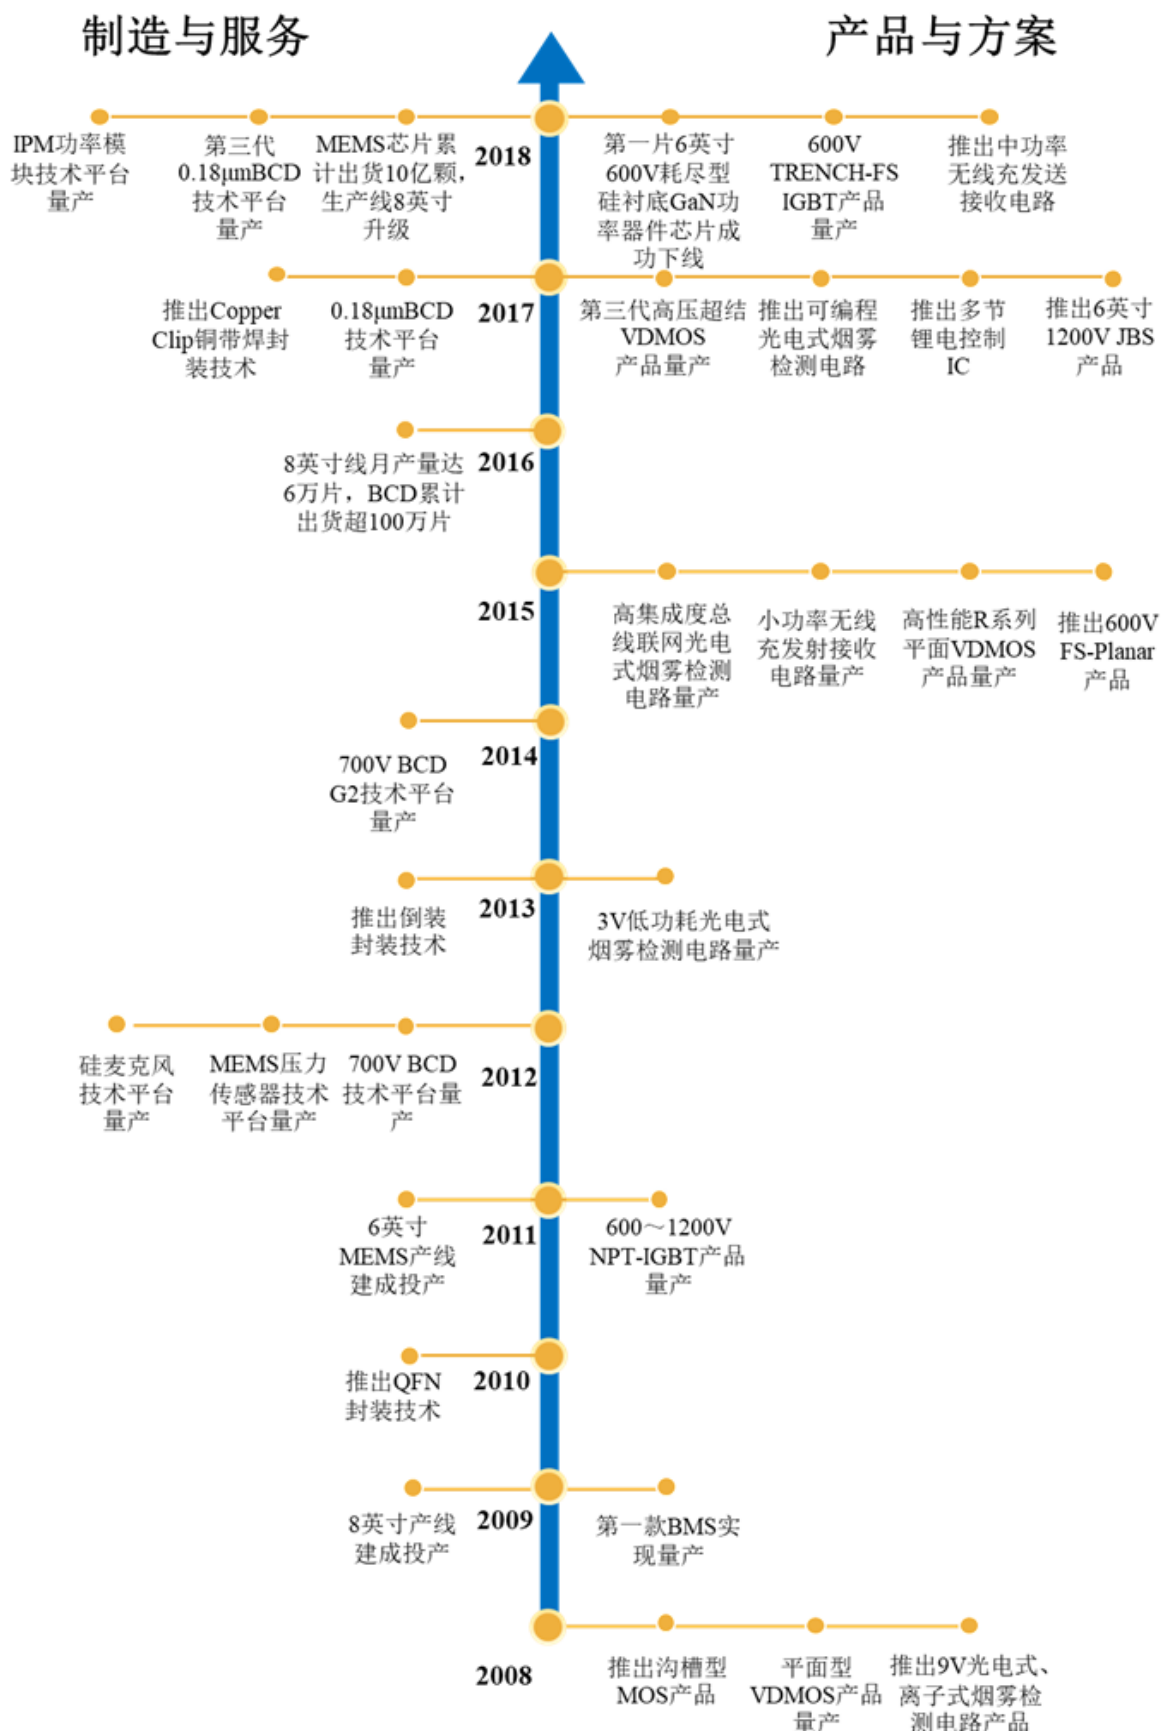 制造与服务
产品与方案
2018
IPM功率模
块技术平台
量产
第三代
0.18μmBCD
技术平台
量产
MEMS芯片累
计出货10亿颗，
生产线8英寸
升级
第一片6英寸
600V耗尽型
硅衬底GaN功
率器件芯片成
功下线
600V
TRENCH-FS
IGBT产品
量产
推出中功率
无线充发送
接收电路
2017
推出Copper
Clip铜带焊封
装技术
0.18μmBCD
技术平台
量产
第三代高压超结
VDMOS
产品量产
推出可编程
光电式烟雾
检测电路
推出多节
锂电控制
IC
推出6英寸
1200V JBS
产品
2016
8英寸线月产量达
6万片，BCD累计
出货超100万片
2015
高集成度总
线联网光电
式烟雾检测
电路量产
小功率无线
充发射接收
电路量产
高性能R系列
平面VDMOS
产品量产
推出600V
FS-Planar
产品
2014
700V BCD
G2技术平台
量产
2013
推出倒装
封装技术
3V低功耗光电式
烟雾检测电路量产
2012
硅麦克风
技术平台
量产
MEMS压力
传感器技术
平台量产
700V BCD
技术平台量
产
2011
6英寸
MEMS产线
建成投产
600～1200V
NPT-IGBT产品
量产
2010
推出QFN
封装技术
2009
8英寸产线
建成投产
第一款BMS实
现量产
2008
推出沟槽型
MOS产品
平面型
VDMOS产品
量产
推出9V光电式、
离子式烟雾检
测电路产品